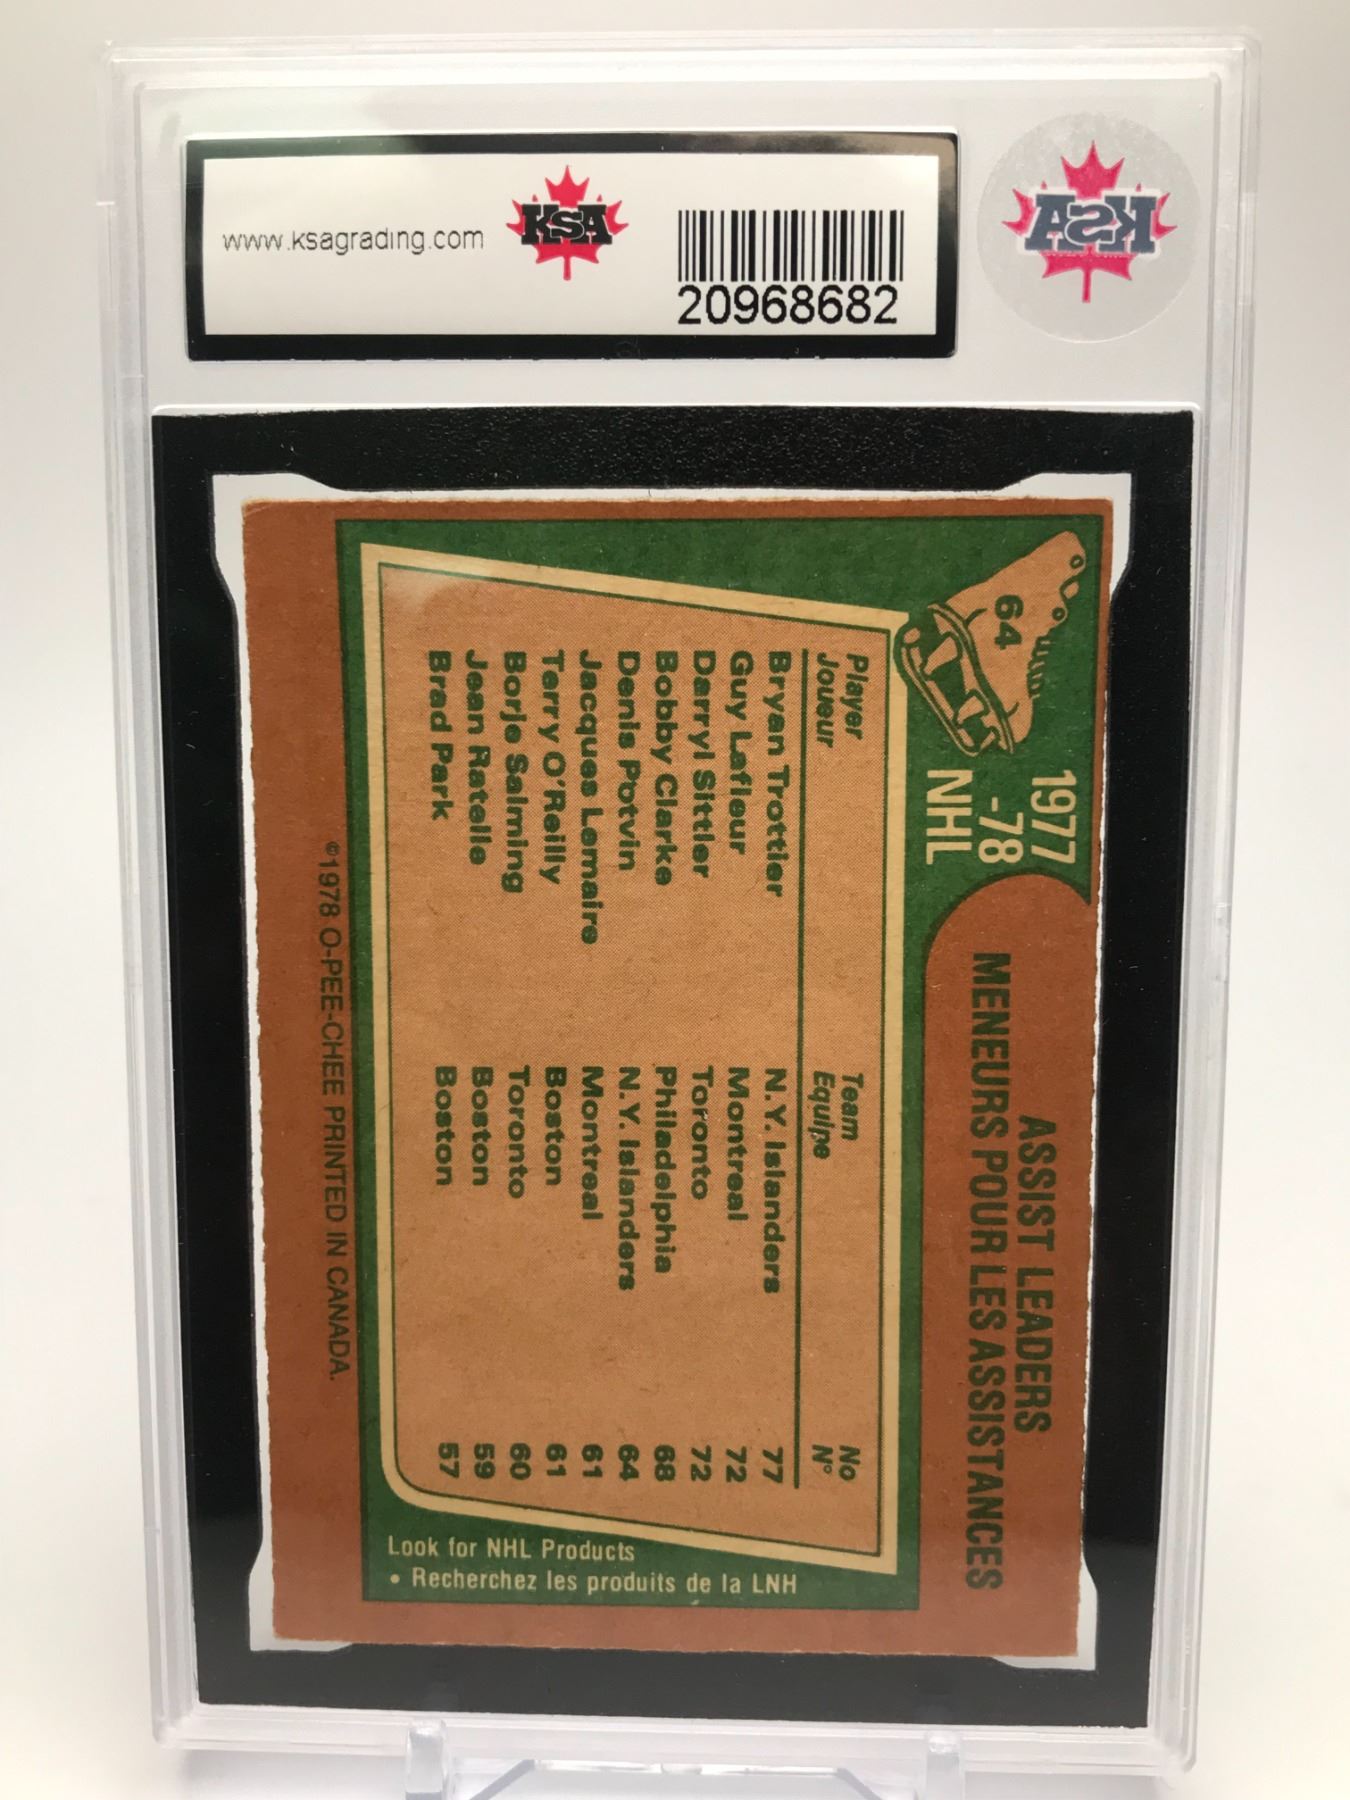 www.ksagrading.com
KSA
20968682
KSA
64
1977
-78
NHL
ASSIST LEADERS
MENEURS POUR LES ASSISTANCES
Player Team No
Joueur Equipe N°
Bryan Trottier N.Y. Islanders 77
Guy Lafleur Montreal 72
Darryl Sittler Toronto 72
Bobby Clarke Philadelphia 68
Denis Potvin N.Y. Islanders 64
Jacques Lemaire Montreal 61
Terry O'Reilly Boston 61
Borje Salming Toronto 60
Jean Ratelle Boston 59
Brad Park Boston 57
Look for NHL Products
• Recherchez les produits de la LNH
©1978 O-PEE-CHEE PRINTED IN CANADA.